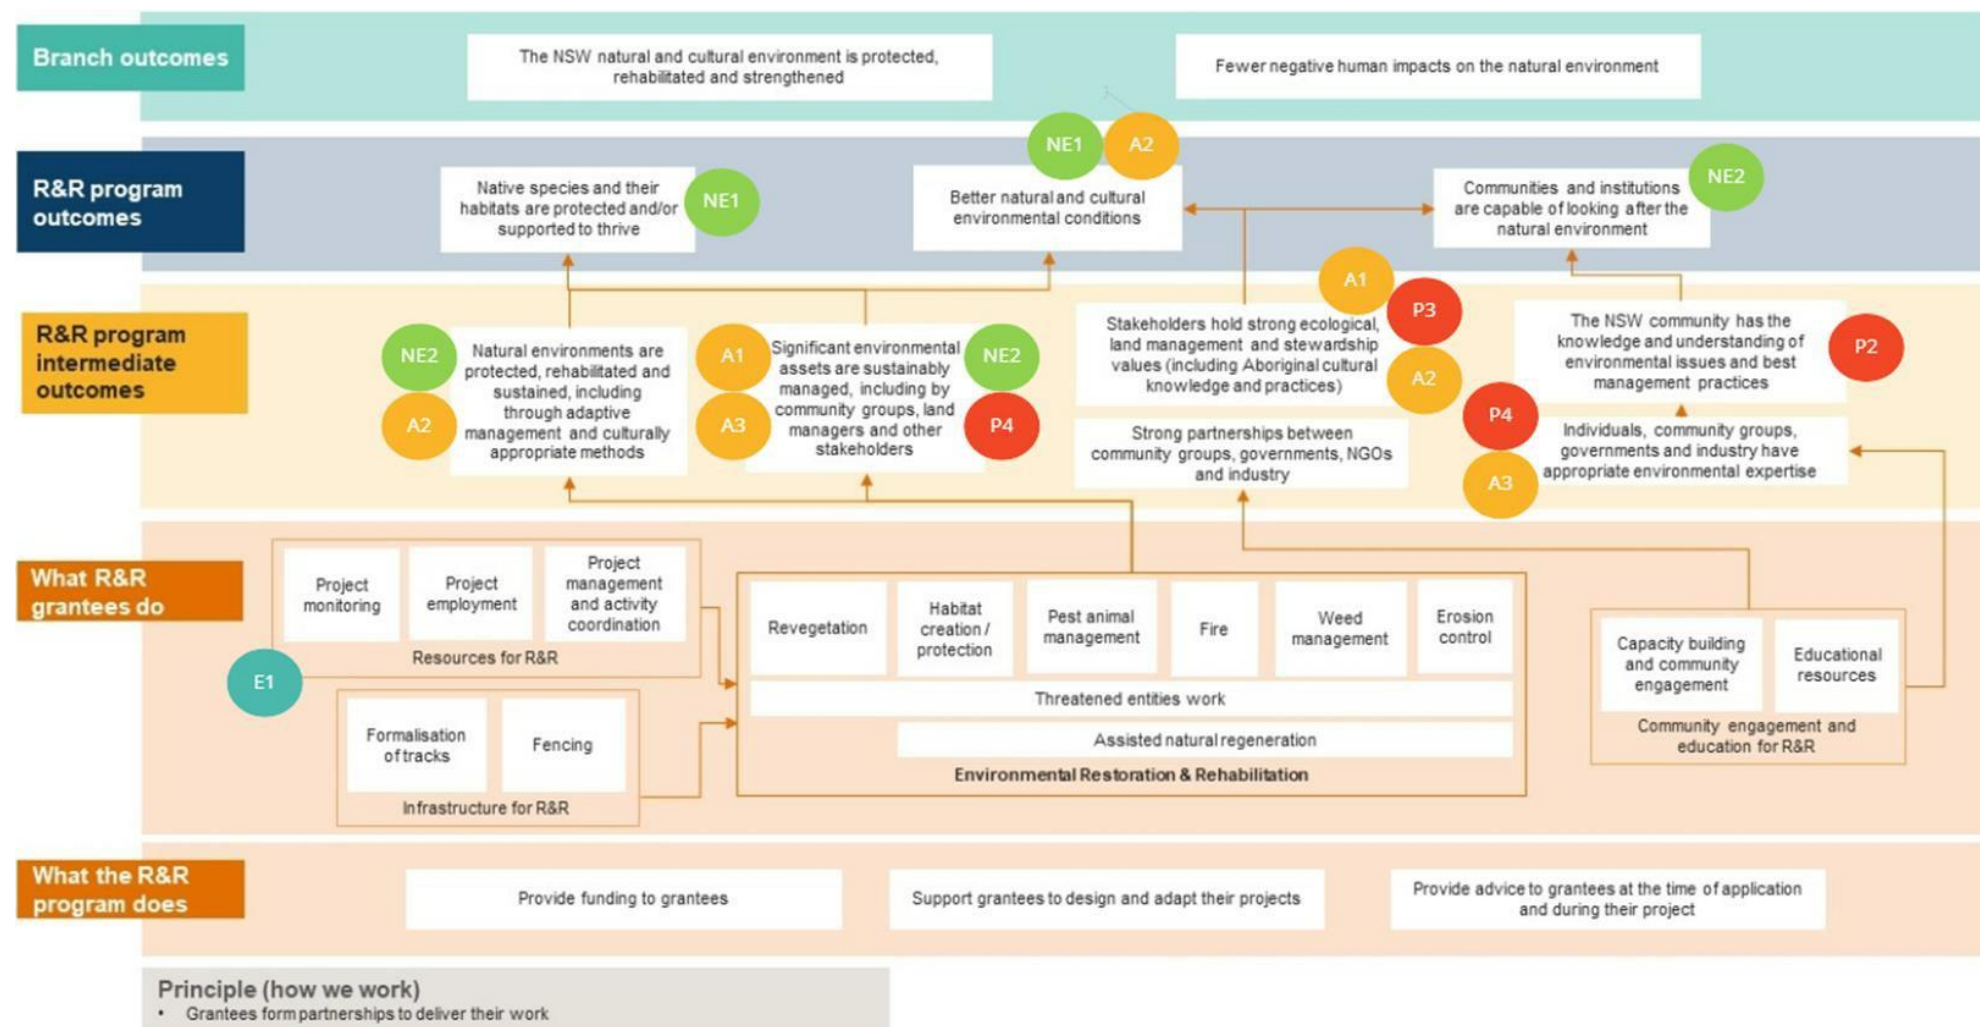 Branch outcomes
The NSW natural and cultural environment is protected,
rehabilitated and strengthened
Fewer negative human impacts on the natural environment
R&R program
outcomes
Native species and their
habitats are protected and/or
supported to thrive
NE1
NE1
A2
Better natural and cultural
environmental conditions
Communities and institutions
are capable of looking after the
natural environment
NE2
R&R program
intermediate
outcomes
NE2
A2
Natural environments are
protected, rehabilitated and
sustained, including
through adaptive
management and culturally
appropriate methods
A1
A3
Significant environmental
assets are sustainably
managed, including by
community groups, land
managers and other
stakeholders
NE2
P4
A1
P3
A2
Stakeholders hold strong ecological,
land management and stewardship
values (including Aboriginal cultural
knowledge and practices)
Strong partnerships between
community groups, governments, NGOs
and industry
The NSW community has the
knowledge and understanding of
environmental issues and best
management practices
P2
P4
A3
Individuals, community groups,
governments and industry have
appropriate environmental expertise
What R&R
grantees do
Project
monitoring
Project
employment
Project
management
and activity
coordination
Resources for R&R
E1
Formalisation
of tracks
Fencing
Infrastructure for R&R
Revegetation
Habitat
creation /
protection
Pest animal
management
Fire
Weed
management
Erosion
control
Threatened entities work
Assisted natural regeneration
Environmental Restoration & Rehabilitation
Capacity building
and community
engagement
Educational
resources
Community engagement and
education for R&R
What the R&R
program does
Provide funding to grantees
Support grantees to design and adapt their projects
Provide advice to grantees at the time of application
and during their project
Principle (how we work)
• Grantees form partnerships to deliver their work